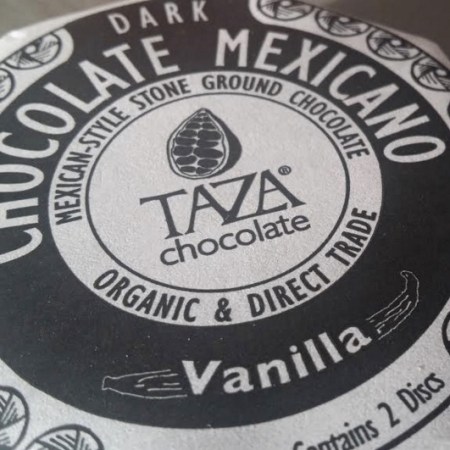 DARK
CHOCOLATE MEXICANO
MEXICAN-STYLE STONE GROUND CHOCOLATE
TAZA®
chocolate
ORGANIC & DIRECT TRADE
Vanilla
Contains 2 Discs